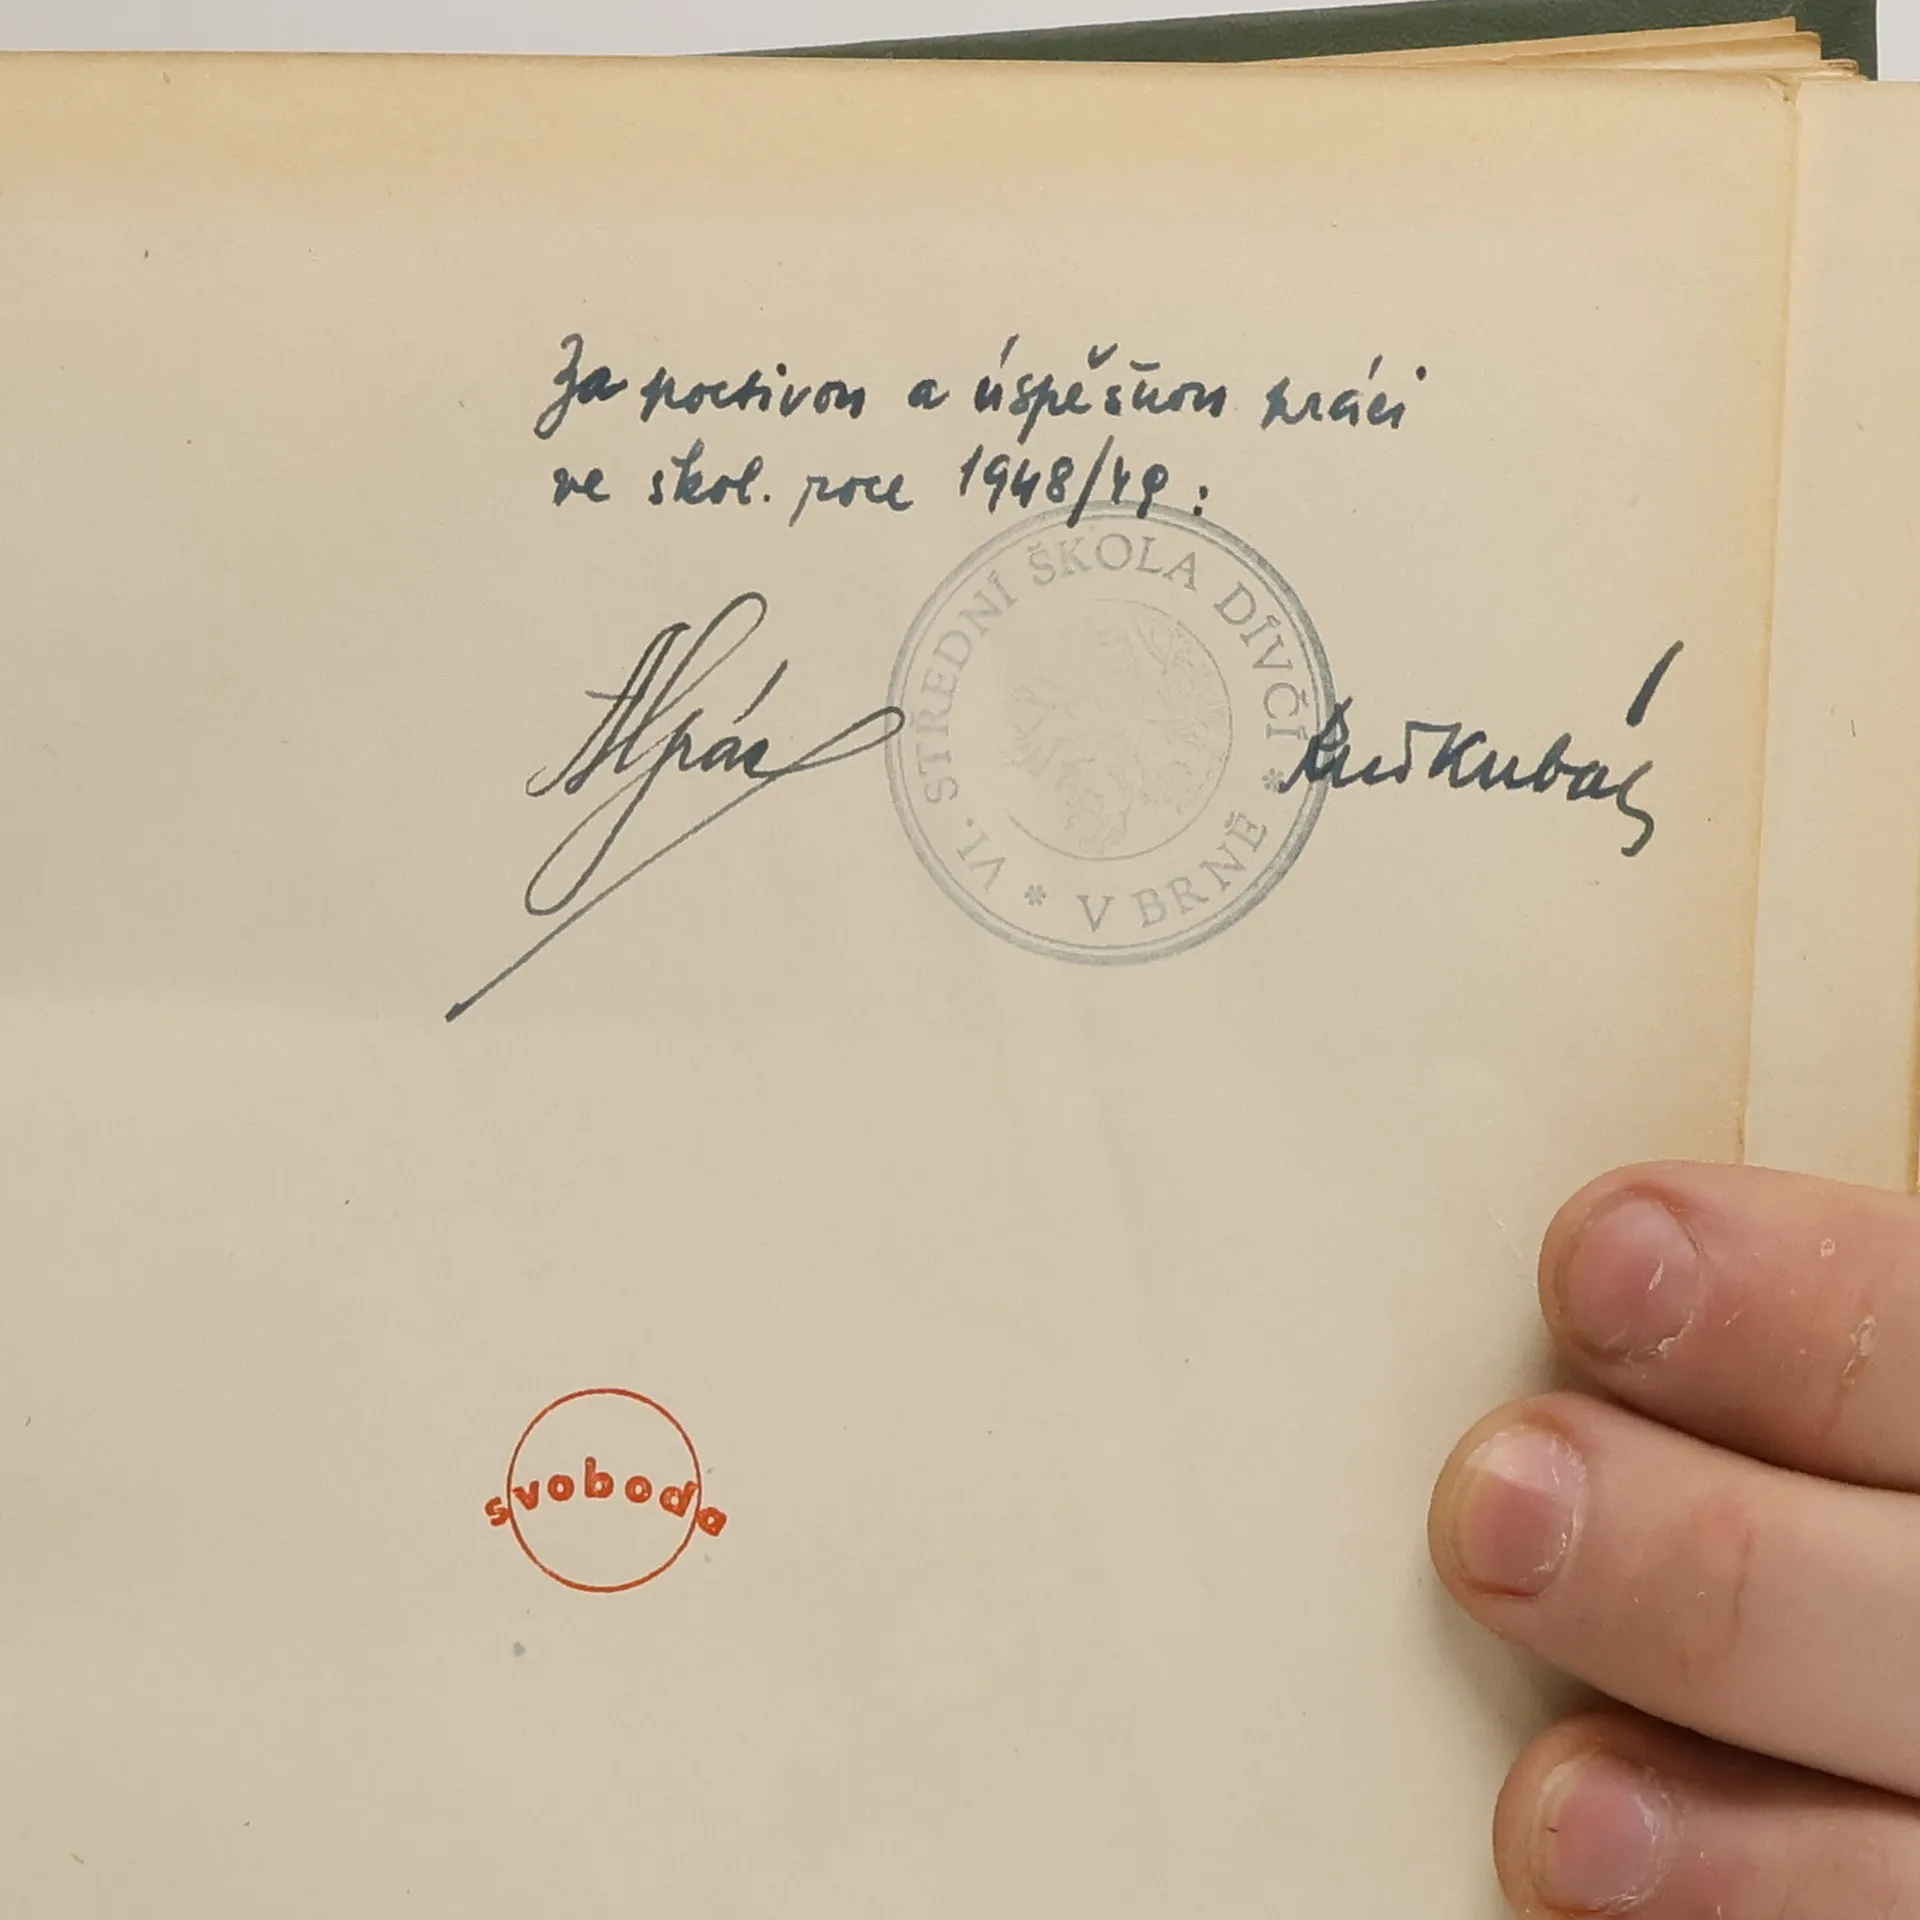 Za poctivou a úspěšnou práci
ve škol. roce 1948/49:
VI. STŘEDNÍ ŠKOLA DÍVČÍ * V BRNĚ *
svoboda